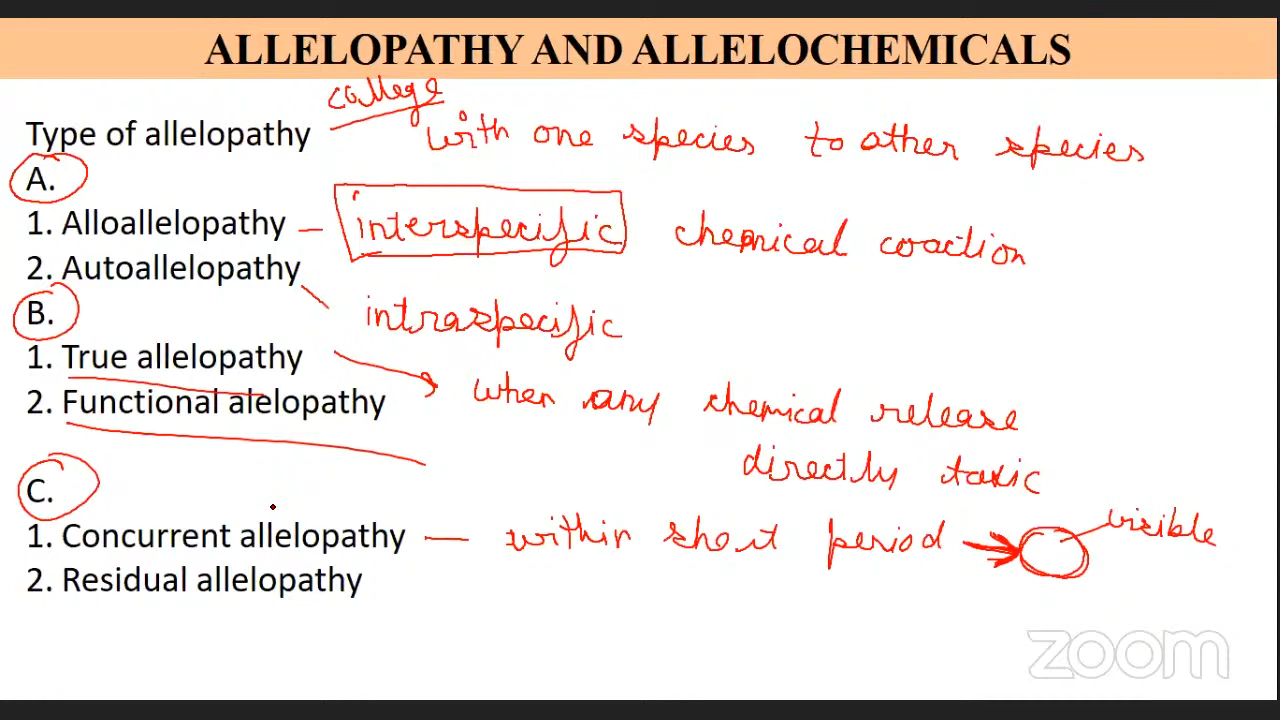 ALLELOPATHY AND ALLELOCHEMICALS
college
Type of allelopathy
with one species to other species
A.
1. Alloallelopathy – interspecific chemical coaction
2. Autoallelopathy
intraspecific
B.
1. True allelopathy
when any chemical release
2. Functional alelopathy
directly toxic
C.
1. Concurrent allelopathy – within short period → visible
2. Residual allelopathy
zoom